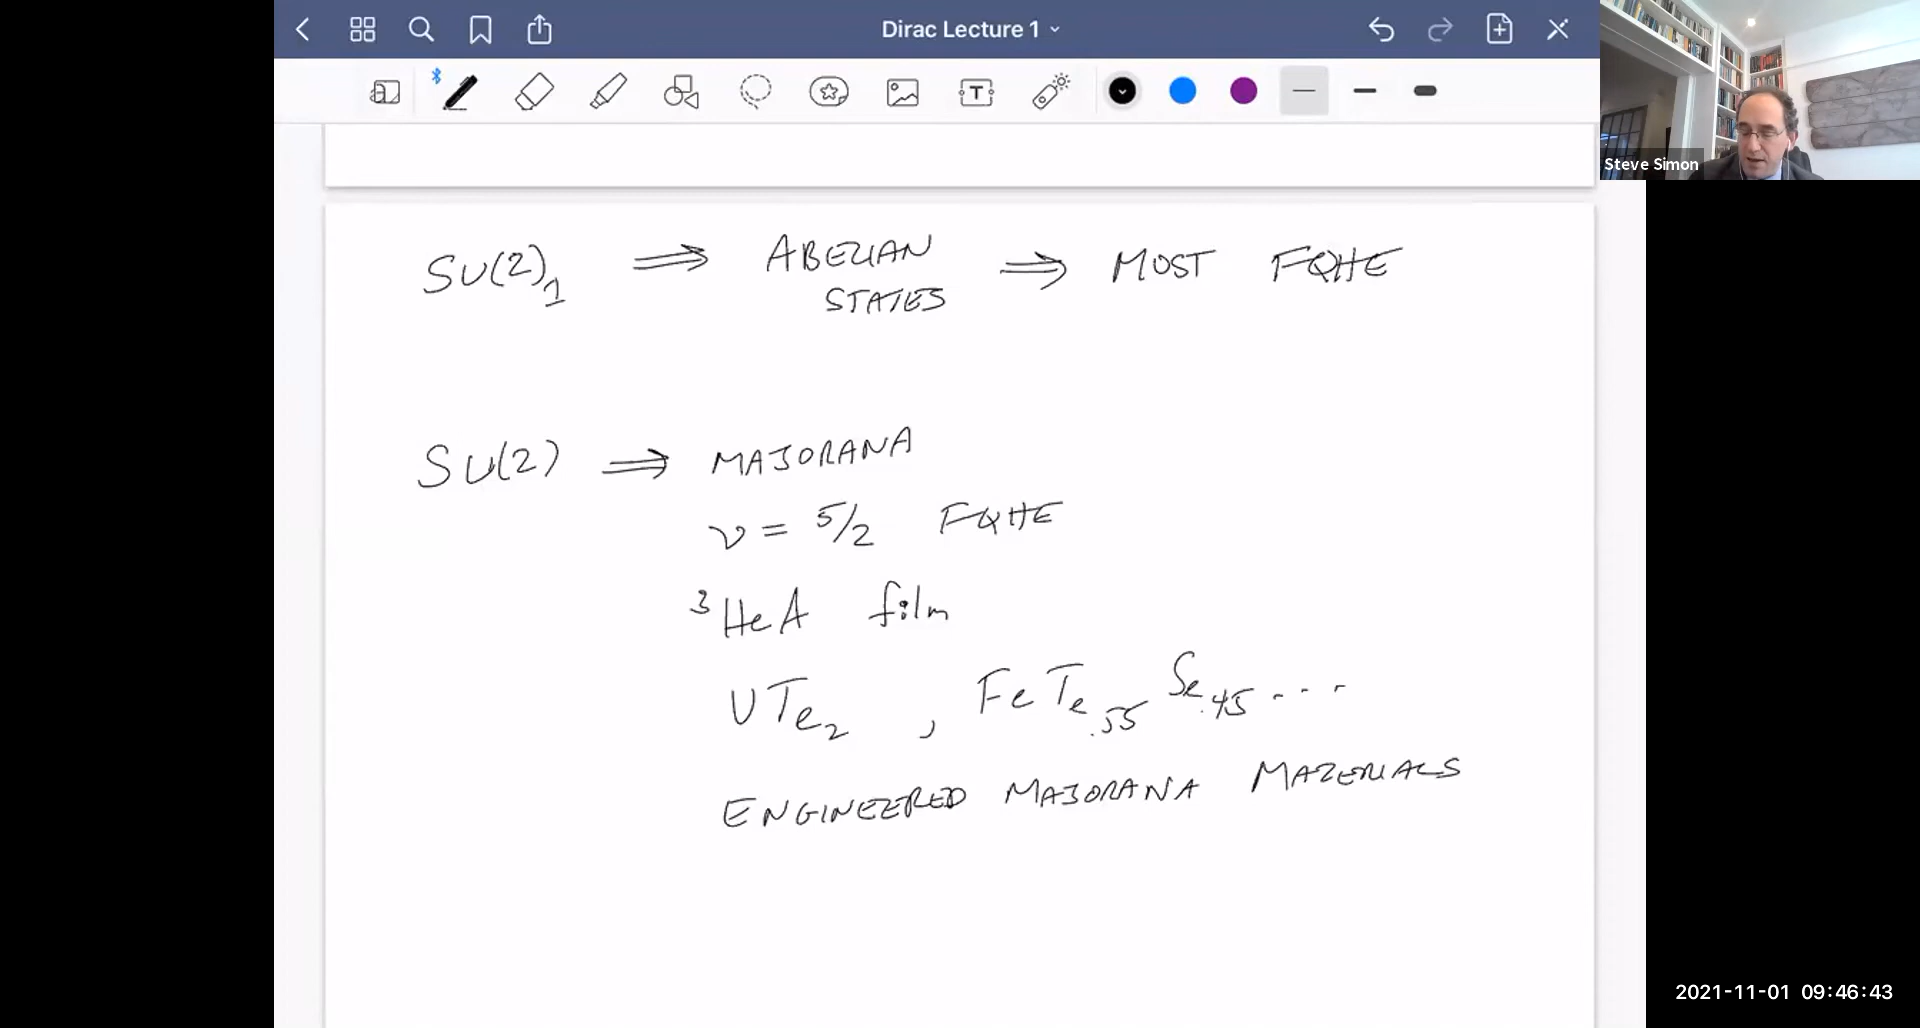 Dirac Lecture 1
Steve Simon
SU(2)₁ ⇒ ABELIAN STATES ⇒ MOST FQHE
SU(2) ⇒ MAJORANA
ν = 5/2 FQHE
³HeA film
UTe₂ , FeTe.₅₅ Se.₄₅ ...
ENGINEERED MAJORANA MATERIALS
2021-11-01 09:46:43